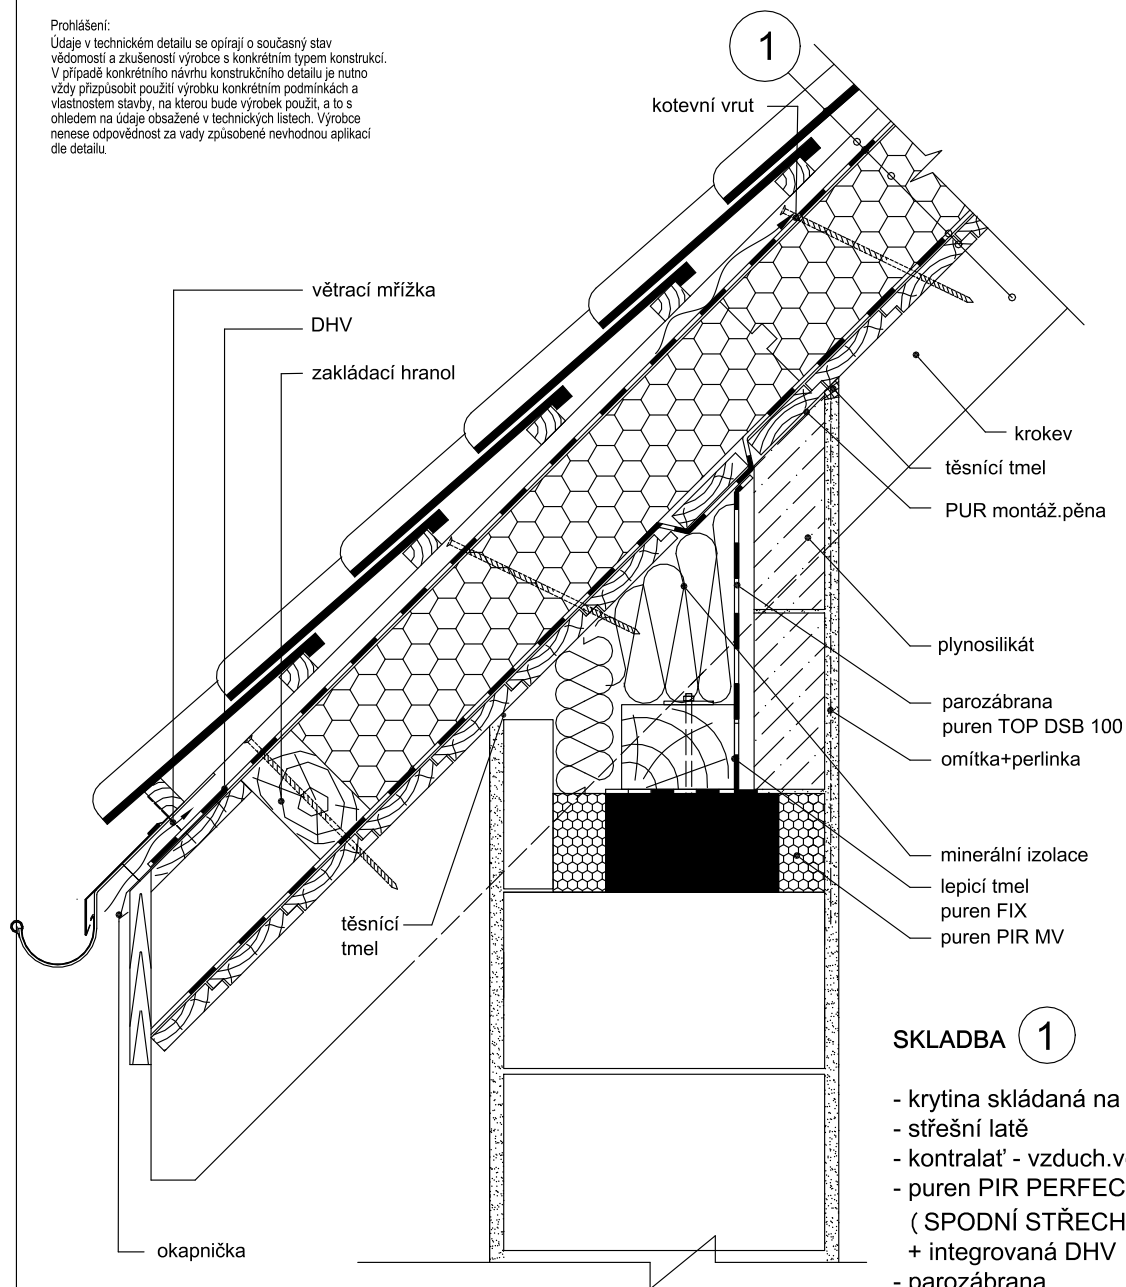 Prohlášení:
Údaje v technickém detailu se opírají o současný stav
vědomostí a zkušeností výrobce s konkrétním typem konstrukcí.
V případě konkrétního návrhu konstrukčního detailu je nutno
vždy přizpůsobit použití výrobku konkrétním podmínkách a
vlastnostem stavby, na kterou bude výrobek použit, a to s
ohledem na údaje obsažené v technických listech. Výrobce
nenese odpovědnost za vady způsobené nevhodnou aplikací
dle detailu.
1
kotevní vrut
větrací mřížka
DHV
zakládací hranol
krokev
těsnící tmel
PUR montáž.pěna
plynosilikát
parozábrana
puren TOP DSB 100
omítka+perlinka
minerální izolace
lepicí tmel
puren FIX
puren PIR MV
těsnící
tmel
okapnička
SKLADBA 1
- krytina skládaná na
- střešní latě
- kontralať - vzduch.
- puren PIR PERFEC
( SPODNÍ STŘECH
+ integrovaná DHV
- parozábrana